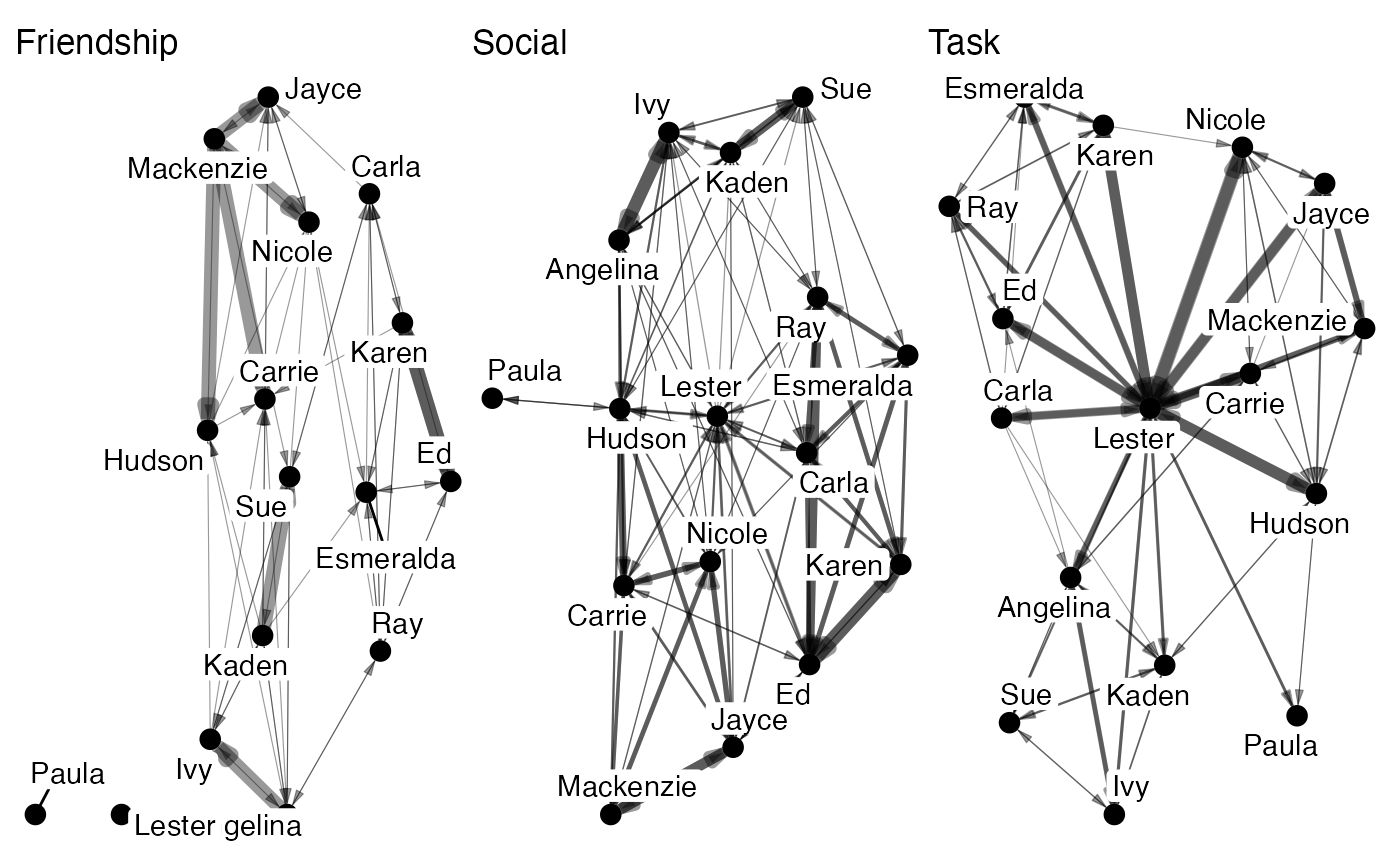 Friendship
Jayce
Mackenzie
Carla
Nicole
Karen
Carrie
Ed
Hudson
Sue
Esmeralda
Ray
Kaden
Ivy
Paula
Lester gelina
Social
Sue
Ivy
Kaden
Angelina
Ray
Paula
Lester
Esmeralda
Hudson
Carla
Nicole
Karen
Carrie
Ed
Jayce
Mackenzie
Task
Esmeralda
Nicole
Karen
Ray
Jayce
Ed
Mackenzie
Carla
Carrie
Lester
Hudson
Angelina
Sue
Kaden
Paula
Ivy